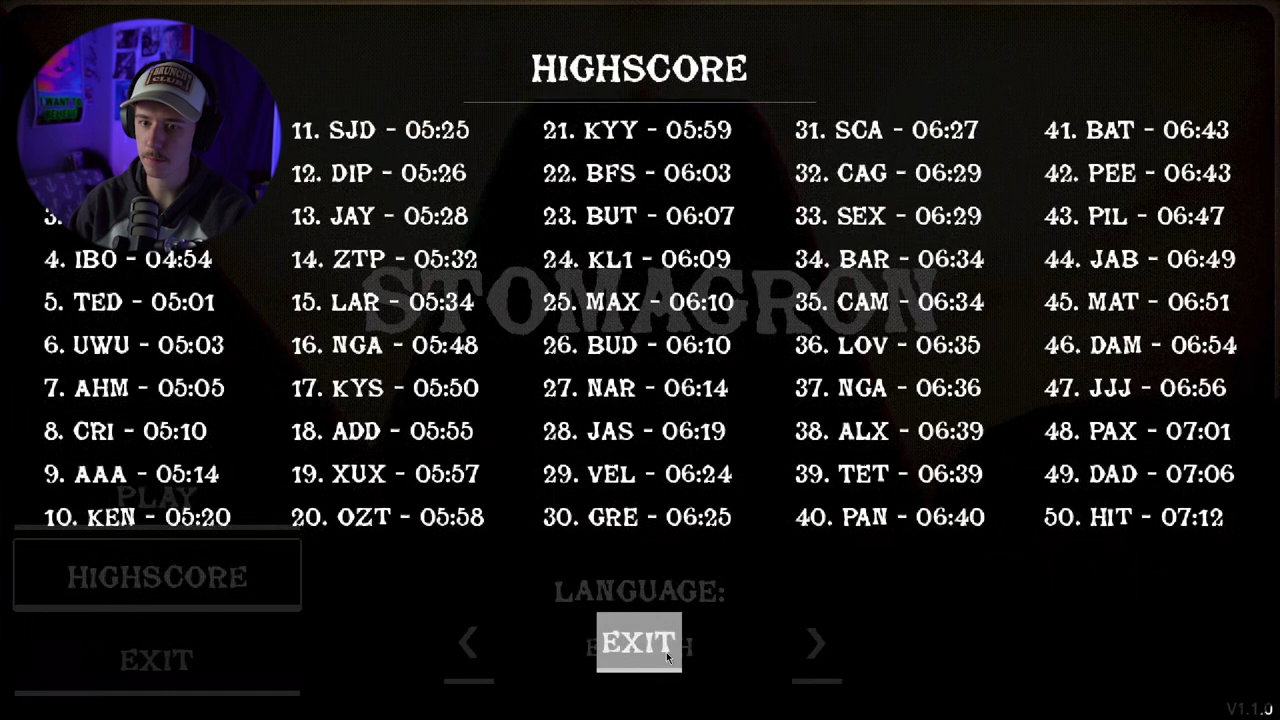 BRUNCH
CLUB
I WANT TO
HIGHSCORE
3.
4. IBO - 04:54
5. TED - 05:01
6. UWU - 05:03
7. AHM - 05:05
8. CRI - 05:10
9. AAA - 05:14
10. KEN - 05:20
11. SJD - 05:25
12. DIP - 05:26
13. JAY - 05:28
14. ZTP - 05:32
15. LAR - 05:34
16. NGA - 05:48
17. KYS - 05:50
18. ADD - 05:55
19. XUX - 05:57
20. OZT - 05:58
21. KYY - 05:59
22. BFS - 06:03
23. BUT - 06:07
24. KL1 - 06:09
25. MAX - 06:10
26. BUD - 06:10
27. NAR - 06:14
28. JAS - 06:19
29. VEL - 06:24
30. GRE - 06:25
31. SCA - 06:27
32. CAG - 06:29
33. SEX - 06:29
34. BAR - 06:34
35. CAM - 06:34
36. LOV - 06:35
37. NGA - 06:36
38. ALX - 06:39
39. TET - 06:39
40. PAN - 06:40
41. BAT - 06:43
42. PEE - 06:43
43. PIL - 06:47
44. JAB - 06:49
45. MAT - 06:51
46. DAM - 06:54
47. JJJ - 06:56
48. PAX - 07:01
49. DAD - 07:06
50. HIT - 07:12
STOMAGRON
PLAY
HIGHSCORE
EXIT
LANGUAGE:
EXIT
V1.1.0